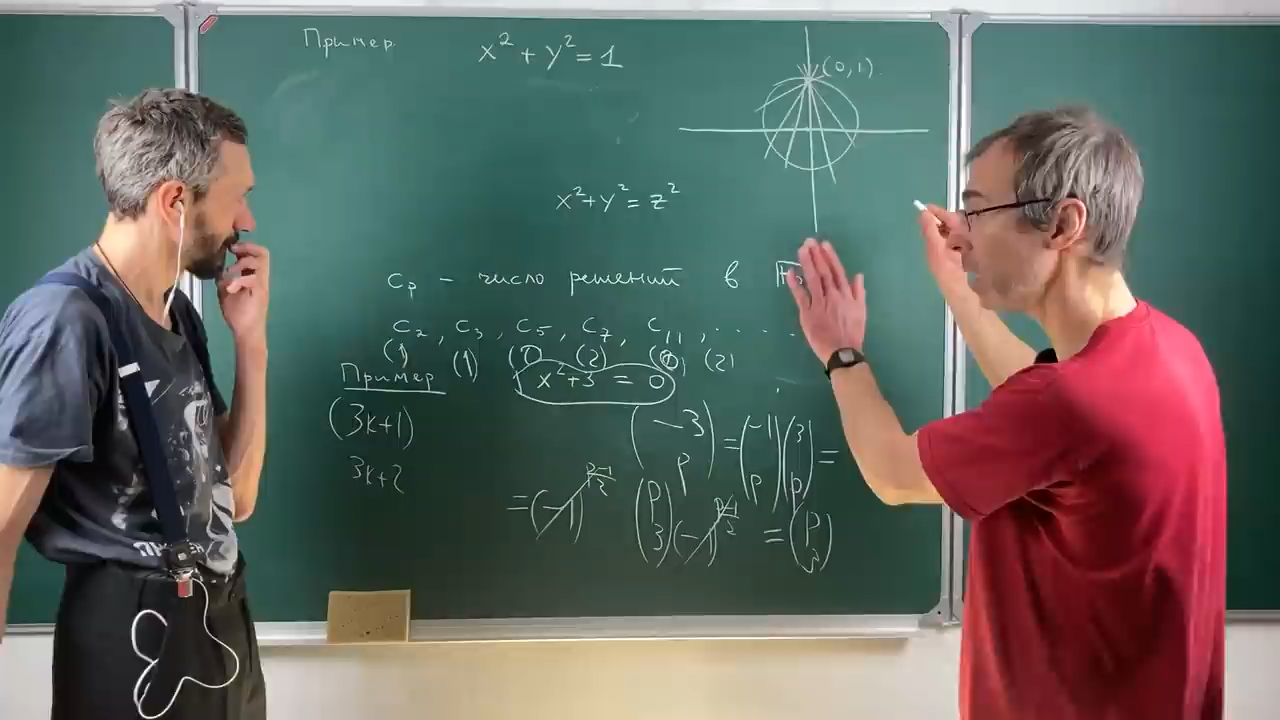 Пример. x² + y² = 1
(0,1).
x² + y² = z²
c_p – число решений в F
c₂, c₃, c₅, c₇, c₁₁, ....
(1) (1) (2) (2)
Пример x² + 3 = 0
(3k+1) (−3/p) = (−1/p)(3/p) =
3k+2
= (−1)^((p−1)/2) (p/3)(−1)^((p−1)/2) = (p/3)